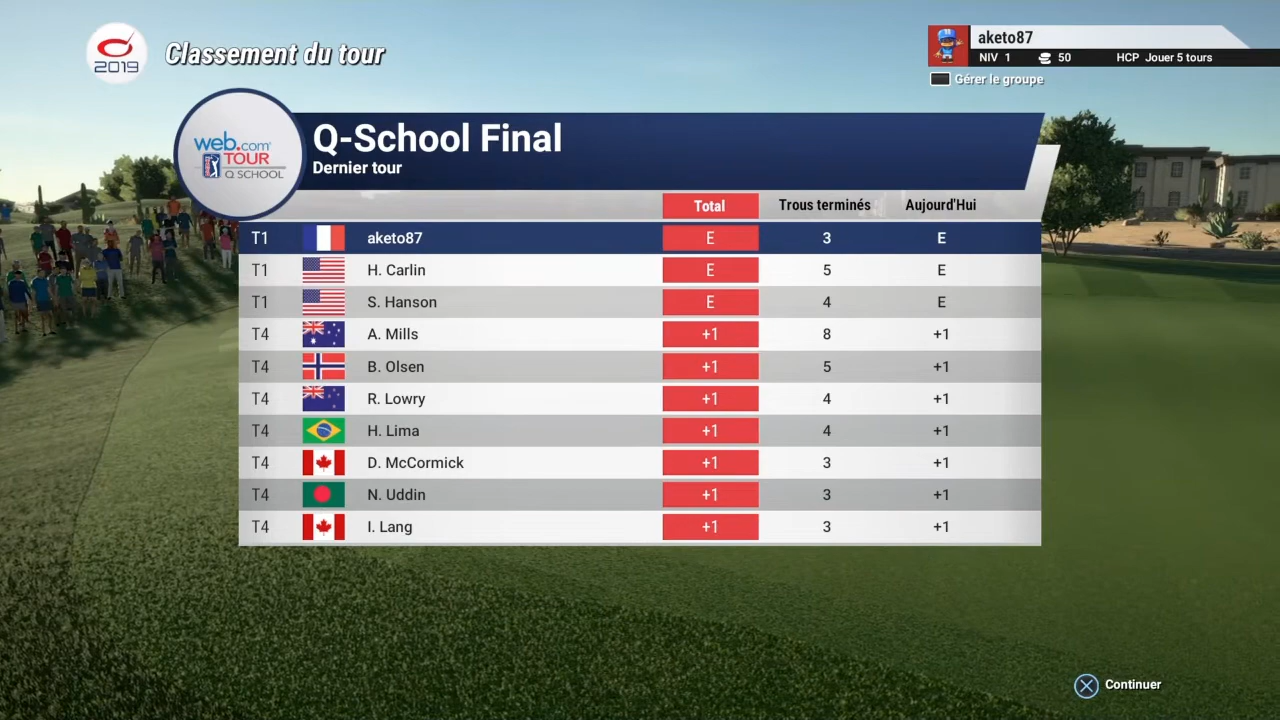 2019
Classement du tour
aketo87
NIV 1 50 HCP Jouer 5 tours
Gérer le groupe
web.com
TOUR
Q SCHOOL
Q-School Final
Dernier tour
Total Trous terminés Aujourd'Hui
T1 aketo87 E 3 E
T1 H. Carlin E 5 E
T1 S. Hanson E 4 E
T4 A. Mills +1 8 +1
T4 B. Olsen +1 5 +1
T4 R. Lowry +1 4 +1
T4 H. Lima +1 4 +1
T4 D. McCormick +1 3 +1
T4 N. Uddin +1 3 +1
T4 I. Lang +1 3 +1
Continuer